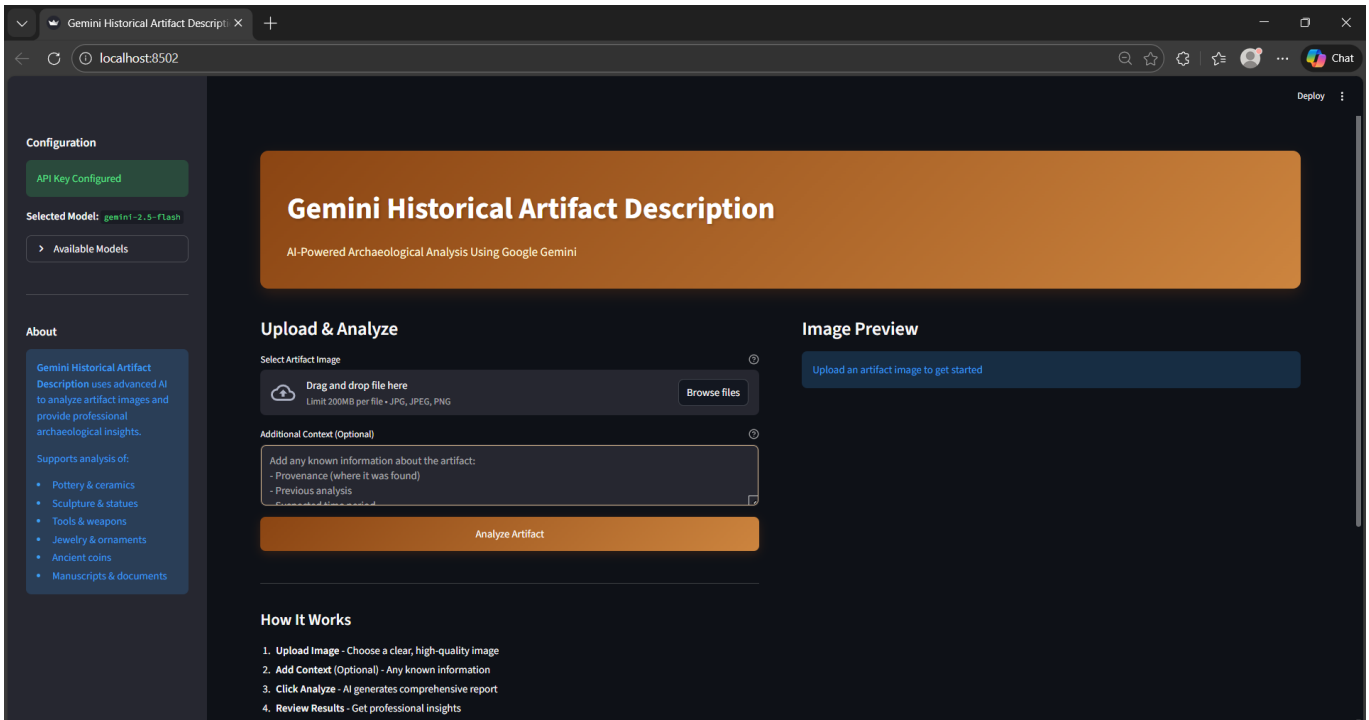 Gemini Historical Artifact Descripti
localhost:8502
Chat
Deploy
Configuration
API Key Configured
Selected Model: gemini-2.5-flash
Available Models
About
Gemini Historical Artifact
Description uses advanced AI
to analyze artifact images and
provide professional
archaeological insights.
Supports analysis of:
• Pottery & ceramics
• Sculpture & statues
• Tools & weapons
• Jewelry & ornaments
• Ancient coins
• Manuscripts & documents
Gemini Historical Artifact Description
AI-Powered Archaeological Analysis Using Google Gemini
Upload & Analyze
Select Artifact Image
Drag and drop file here
Limit 200MB per file • JPG, JPEG, PNG
Browse files
Additional Context (Optional)
Add any known information about the artifact:
- Provenance (where it was found)
- Previous analysis
- Suspected time period
Analyze Artifact
How It Works
1. Upload Image - Choose a clear, high-quality image
2. Add Context (Optional) - Any known information
3. Click Analyze - AI generates comprehensive report
4. Review Results - Get professional insights
Image Preview
Upload an artifact image to get started